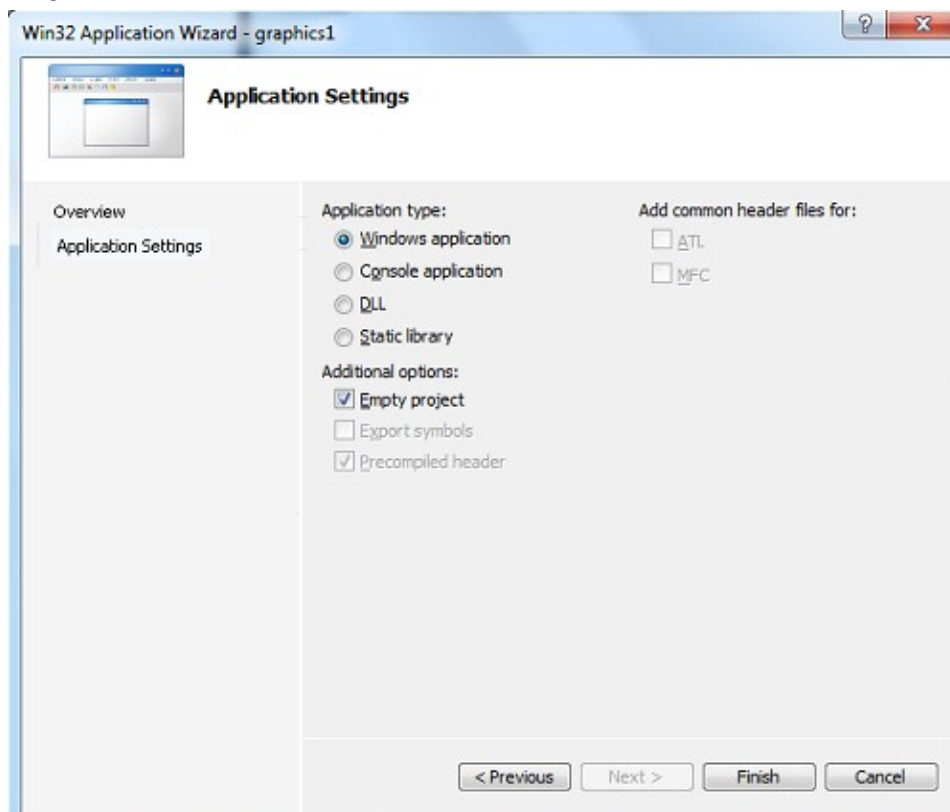 Win32 Application Wizard - graphics1
Application Settings
Overview
Application Settings
Application type:
Windows application
Console application
DLL
Static library
Additional options:
Empty project
Export symbols
Precompiled header
Add common header files for:
ATL
MFC
< Previous
Next >
Finish
Cancel